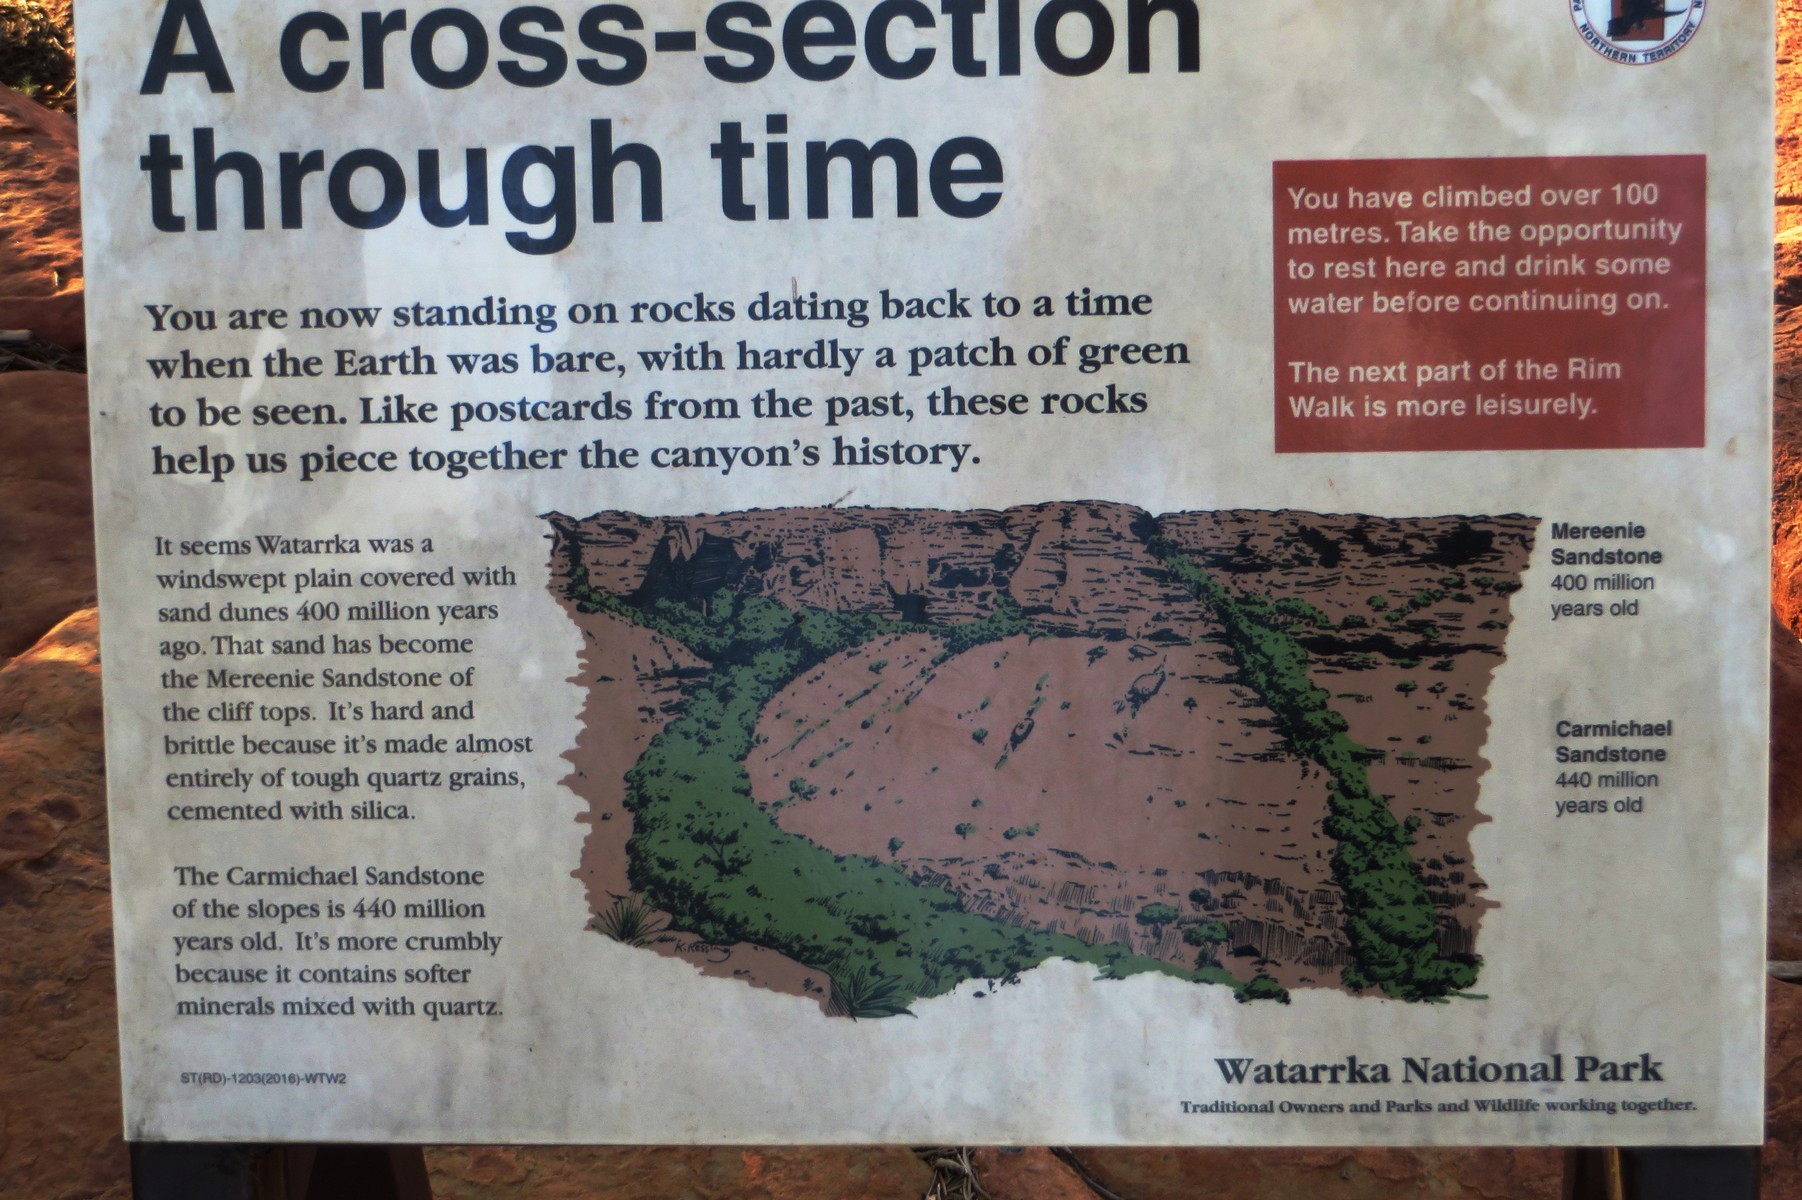 A cross-section
through time
NORTHERN TERRITORY
You have climbed over 100
metres. Take the opportunity
to rest here and drink some
water before continuing on.
The next part of the Rim
Walk is more leisurely.
You are now standing on rocks dating back to a time
when the Earth was bare, with hardly a patch of green
to be seen. Like postcards from the past, these rocks
help us piece together the canyon's history.
It seems Watarrka was a
windswept plain covered with
sand dunes 400 million years
ago. That sand has become
the Mereenie Sandstone of
the cliff tops. It's hard and
brittle because it's made almost
entirely of tough quartz grains,
cemented with silica.
The Carmichael Sandstone
of the slopes is 440 million
years old. It's more crumbly
because it contains softer
minerals mixed with quartz.
Mereenie
Sandstone
400 million
years old
Carmichael
Sandstone
440 million
years old
ST(RD)-1203(2016)-WTW2
Watarrka National Park
Traditional Owners and Parks and Wildlife working together.